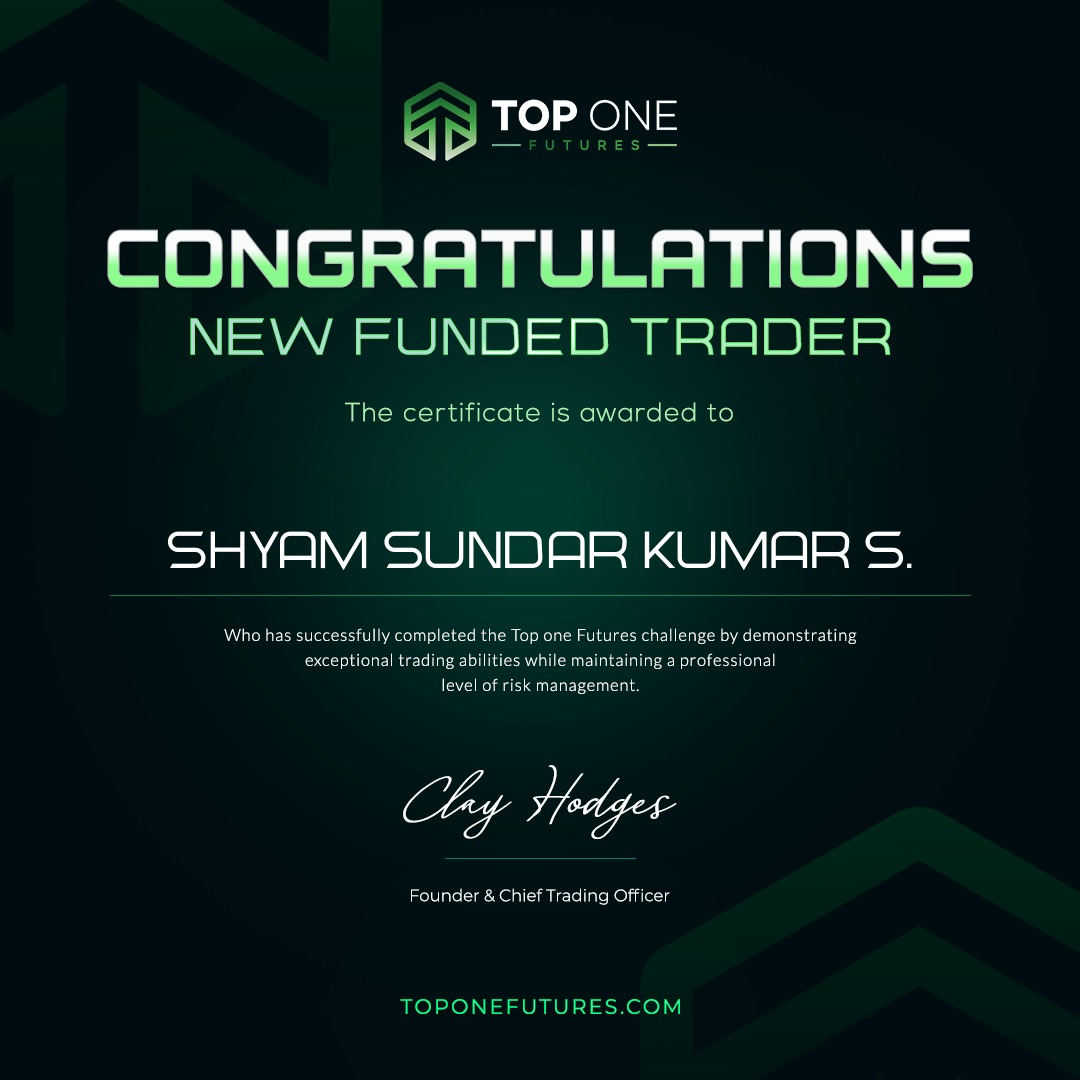 TOP ONE
FUTURES
CONGRATULATIONS
NEW FUNDED TRADER
The certificate is awarded to
SHYAM SUNDAR KUMAR S.
Who has successfully completed the Top one Futures challenge by demonstrating
exceptional trading abilities while maintaining a professional
level of risk management.
Clay Hodges
Founder & Chief Trading Officer
TOPONEFUTURES.COM